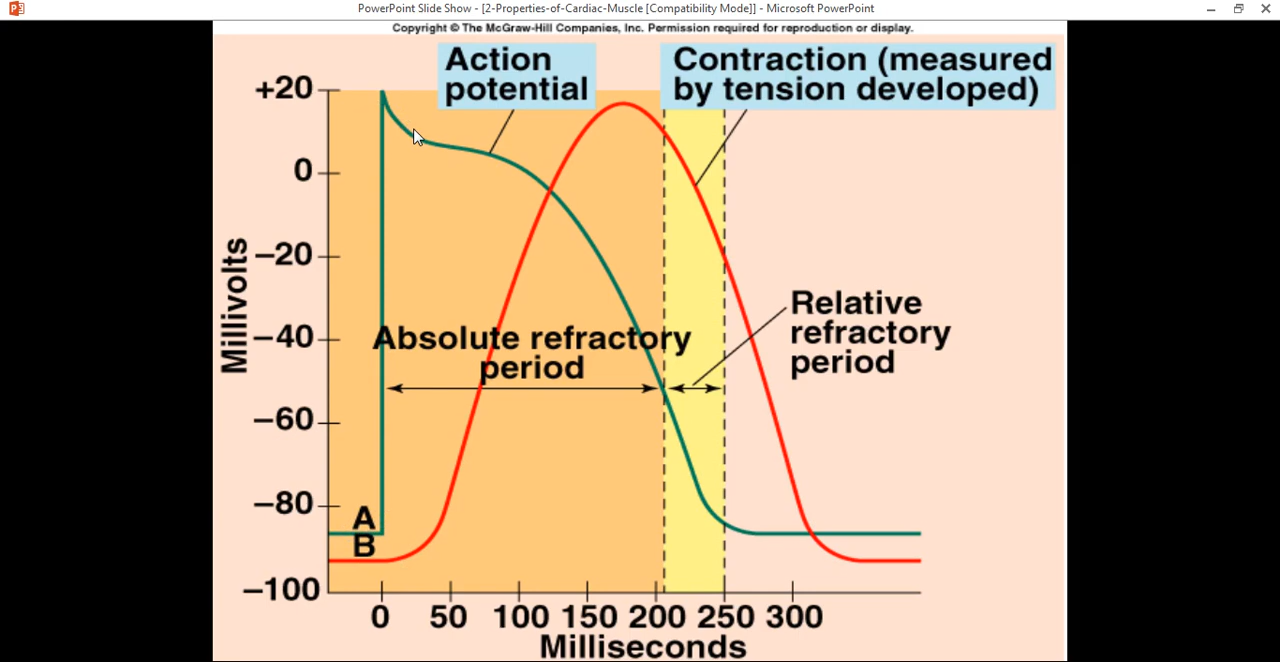 PowerPoint Slide Show - [2-Properties-of-Cardiac-Muscle [Compatibility Mode]] - Microsoft PowerPoint
Copyright © The McGraw-Hill Companies, Inc. Permission required for reproduction or display.
Action
potential
Contraction (measured
by tension developed)
+20
0
−20
−40
−60
−80
−100
Millivolts
Absolute refractory
period
Relative
refractory
period
A
B
0 50 100 150 200 250 300
Milliseconds